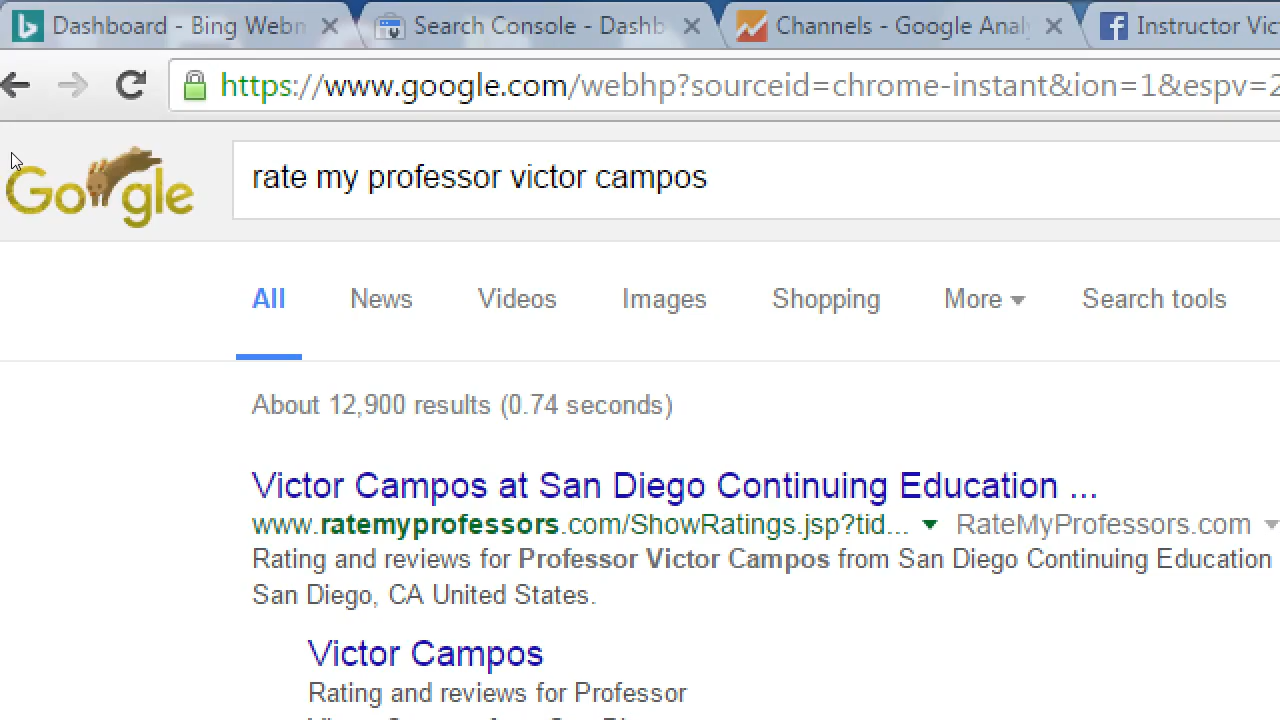 Dashboard - Bing Webm
Search Console - Dashb
Channels - Google Anal
Instructor Vic
https://www.google.com/webhp?sourceid=chrome-instant&ion=1&espv=2
Google
rate my professor victor campos
All News Videos Images Shopping More Search tools
About 12,900 results (0.74 seconds)
Victor Campos at San Diego Continuing Education ...
www.ratemyprofessors.com/ShowRatings.jsp?tid... RateMyProfessors.com
Rating and reviews for Professor Victor Campos from San Diego Continuing Education
San Diego, CA United States.
Victor Campos
Rating and reviews for Professor